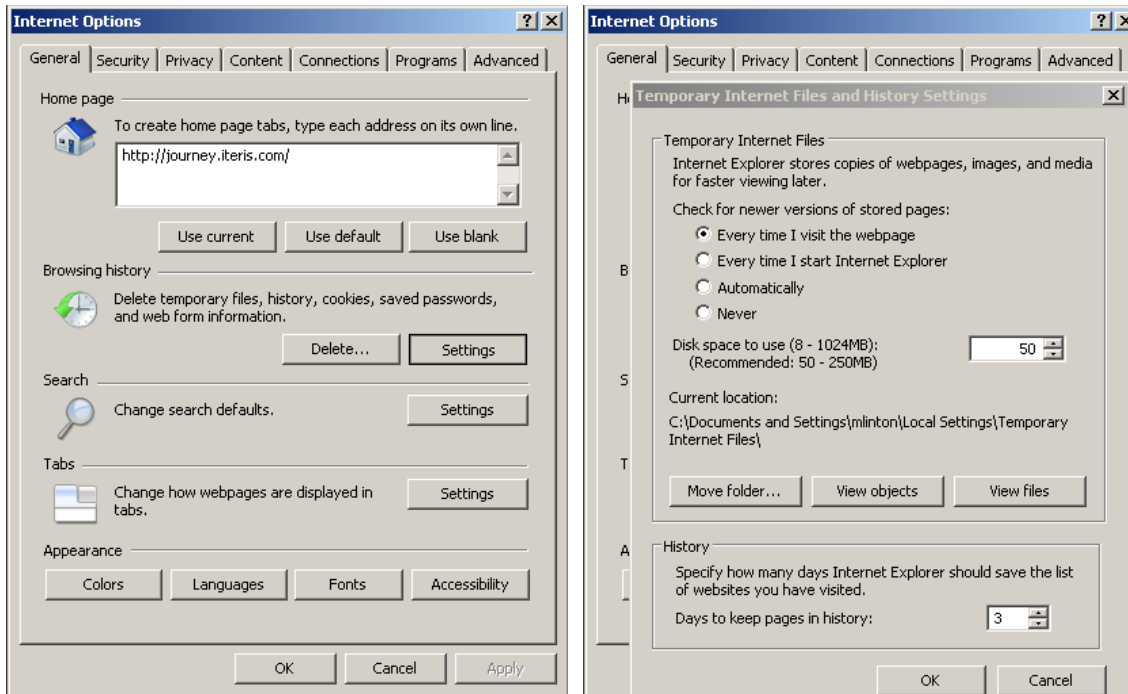 Internet Options
General Security Privacy Content Connections Programs Advanced
Home page
To create home page tabs, type each address on its own line.
http://journey.iteris.com/
Use current Use default Use blank
Browsing history
Delete temporary files, history, cookies, saved passwords,
and web form information.
Delete... Settings
Search
Change search defaults. Settings
Tabs
Change how webpages are displayed in
tabs.
Settings
Appearance
Colors Languages Fonts Accessibility
OK Cancel Apply
Internet Options
General Security Privacy Content Connections Programs Advanced
Temporary Internet Files and History Settings
Temporary Internet Files
Internet Explorer stores copies of webpages, images, and media
for faster viewing later.
Check for newer versions of stored pages:
Every time I visit the webpage
Every time I start Internet Explorer
Automatically
Never
Disk space to use (8 - 1024MB): 50
(Recommended: 50 - 250MB)
Current location:
C:\Documents and Settings\mlinton\Local Settings\Temporary
Internet Files\
Move folder... View objects View files
History
Specify how many days Internet Explorer should save the list
of websites you have visited.
Days to keep pages in history: 3
OK Cancel